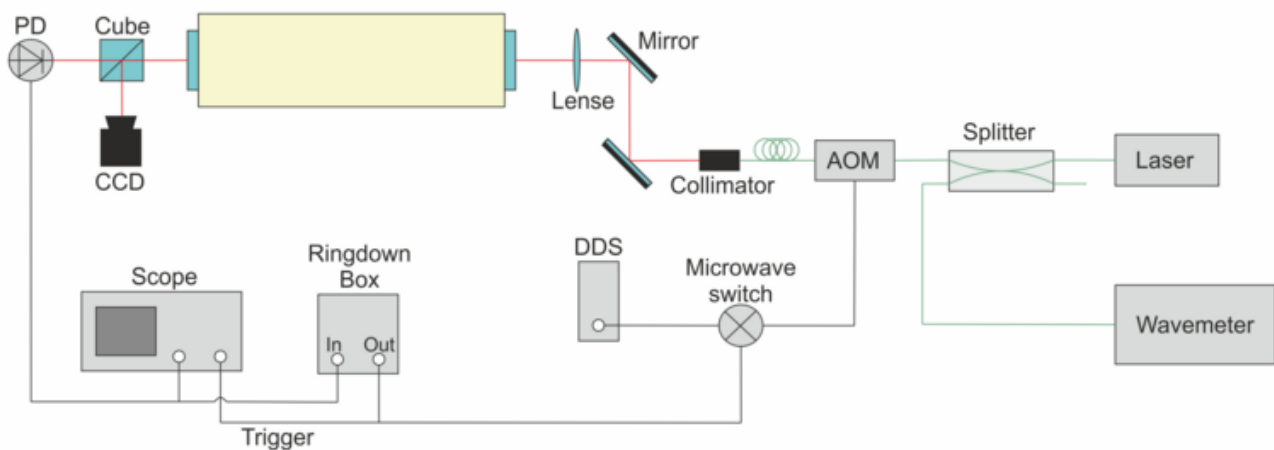 PD
Cube
Mirror
Lense
CCD
Collimator
AOM
Splitter
Laser
Scope
Ringdown
Box
In
Out
DDS
Microwave
switch
Wavemeter
Trigger